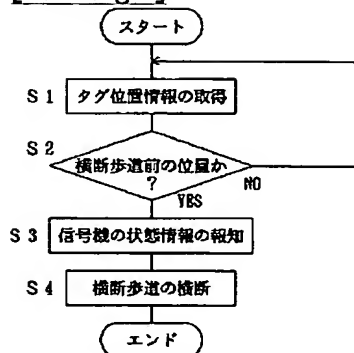 スタート
S1 タグ位置情報の取得
S2
横断歩道前の位置か
?
NO
YES
S3 信号機の状態情報の報知
S4 横断歩道の横断
エンド